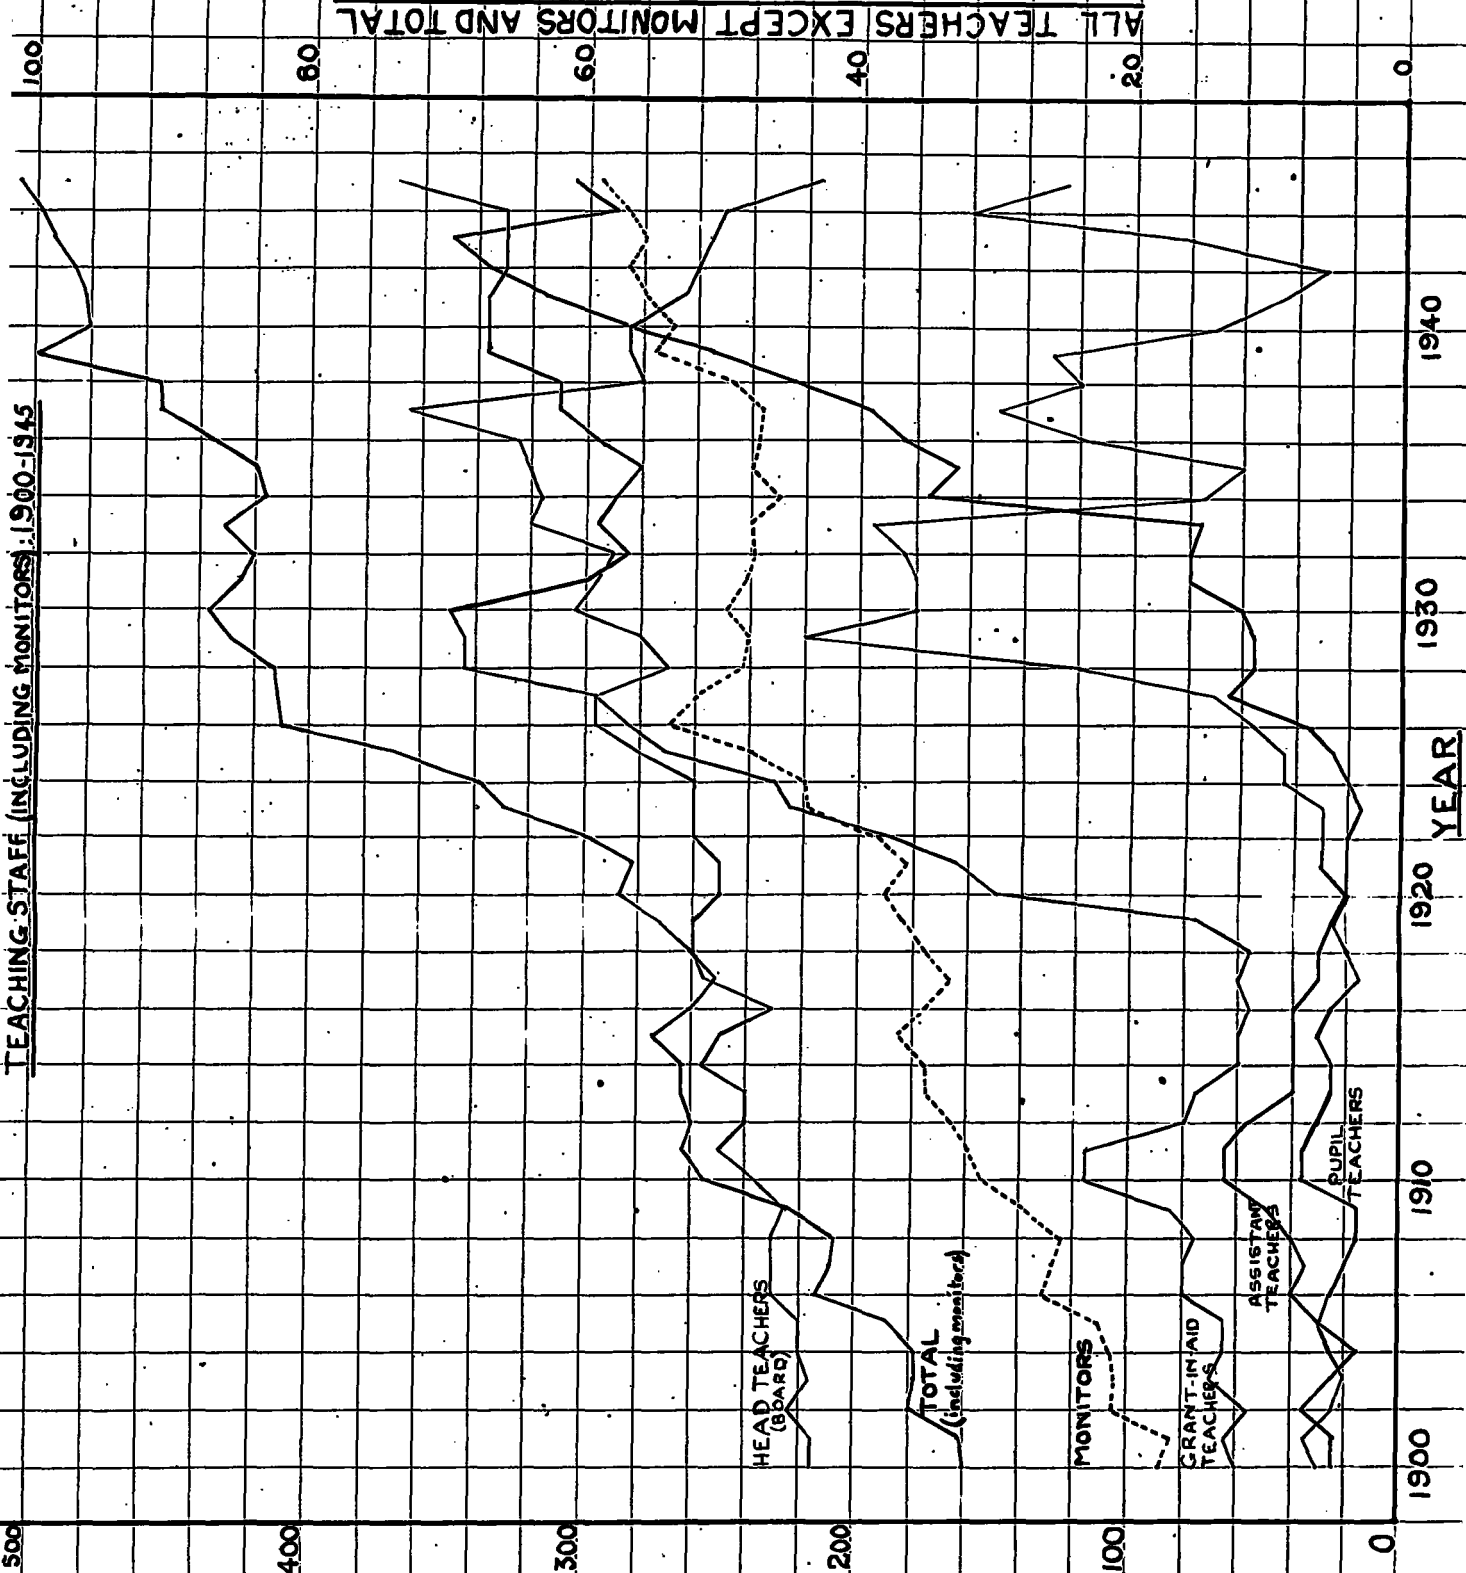 TEACHING STAFF (INCLUDING MONITORS): 1900-1945
500
400
300
200
100
0
ALL TEACHERS EXCEPT MONITORS AND TOTAL
100
80
60
40
20
0
HEAD TEACHERS
(BOARD)
TOTAL
(including monitors)
MONITORS
GRANT-IN-AID
TEACHERS
ASSISTANT
TEACHERS
PUPIL
TEACHERS
1900
1910
1920
1930
1940
YEAR